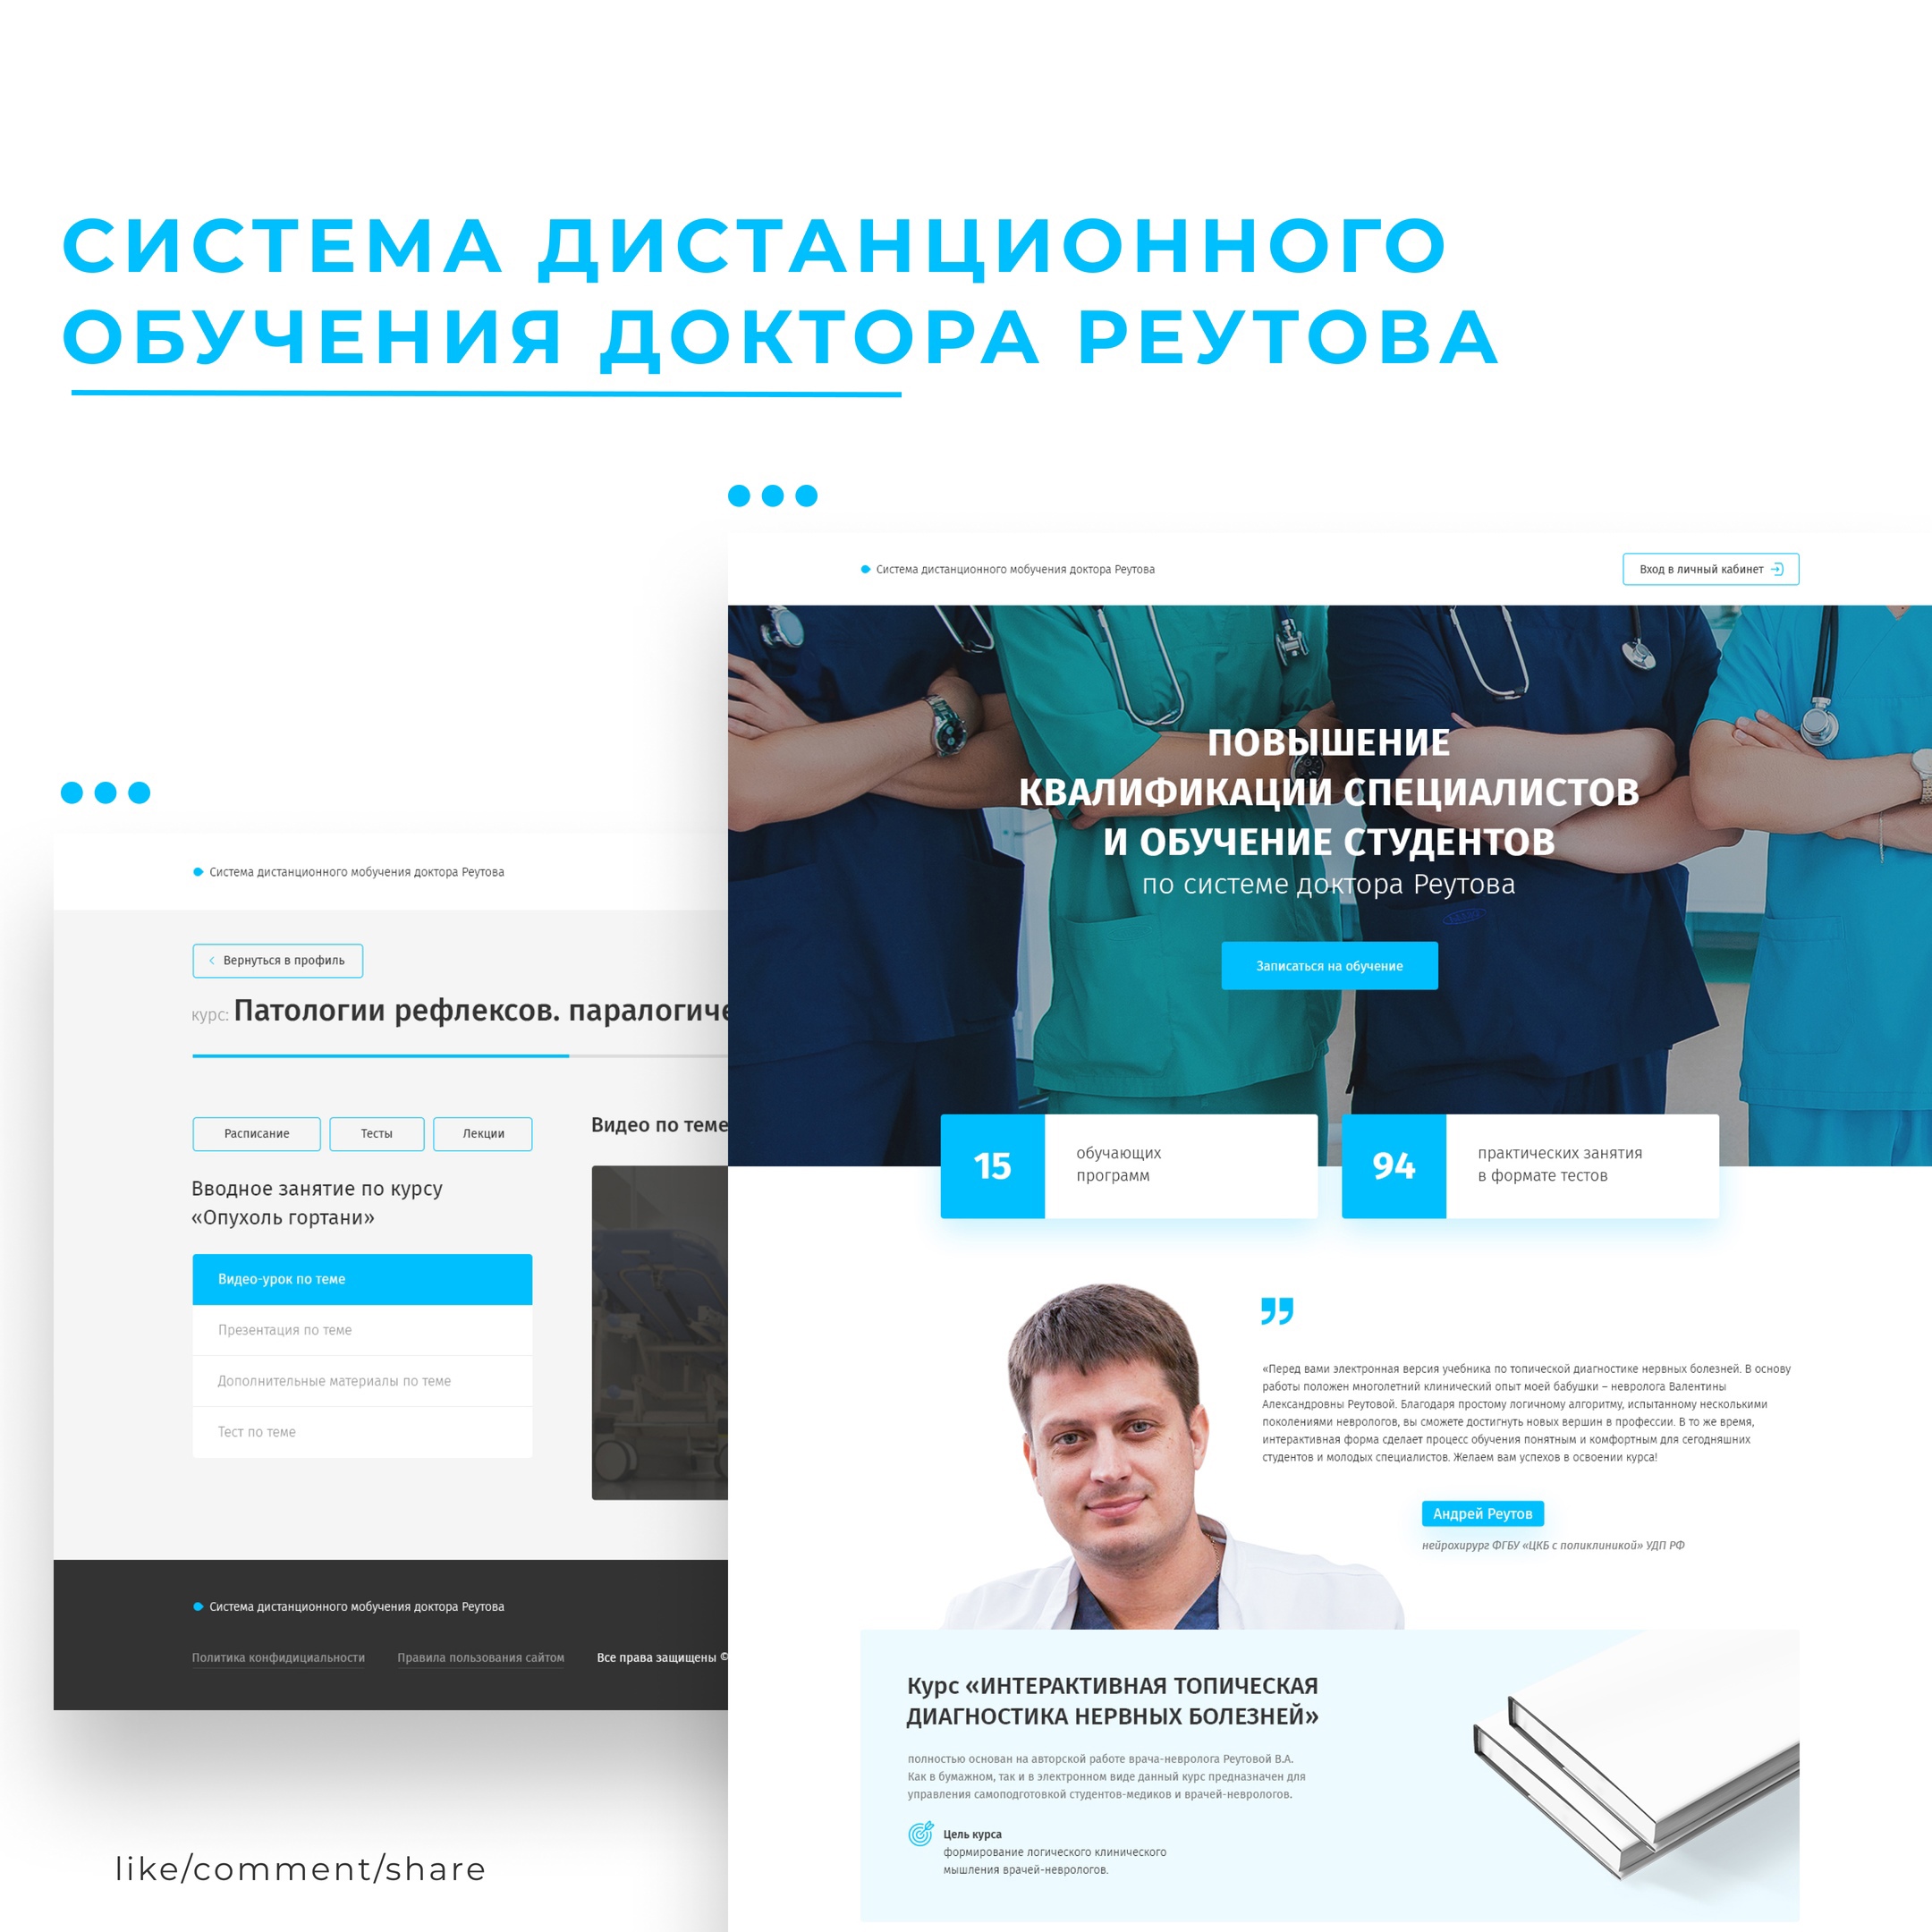 СИСТЕМА ДИСТАНЦИОННОГО
ОБУЧЕНИЯ ДОКТОРА РЕУТОВА
Система дистанционного мобучения доктора Реутова
Вход в личный кабинет
ПОВЫШЕНИЕ
КВАЛИФИКАЦИИ СПЕЦИАЛИСТОВ
И ОБУЧЕНИЕ СТУДЕНТОВ
по системе доктора Реутова
Записаться на обучение
15
обучающих
программ
94
практических занятия
в формате тестов
«Перед вами электронная версия учебника по топической диагностике нервных болезней. В основу
работы положен многолетний клинический опыт моей бабушки – невролога Валентины
Александровны Реутовой. Благодаря простому логичному алгоритму, испытанному несколькими
поколениями неврологов, вы сможете достигнуть новых вершин в профессии. В то же время,
интерактивная форма сделает процесс обучения понятным и комфортным для сегодняшних
студентов и молодых специалистов. Желаем вам успехов в освоении курса!
Андрей Реутов
нейрохирург ФГБУ «ЦКБ с поликлиникой» УДП РФ
Курс «ИНТЕРАКТИВНАЯ ТОПИЧЕСКАЯ
ДИАГНОСТИКА НЕРВНЫХ БОЛЕЗНЕЙ»
полностью основан на авторской работе врача-невролога Реутовой В.А.
Как в бумажном, так и в электронном виде данный курс предназначен для
управления самоподготовкой студентов-медиков и врачей-неврологов.
Цель курса
формирование логического клинического
мышления врачей-неврологов.
Система дистанционного мобучения доктора Реутова
Вернуться в профиль
курс: Патологии рефлексов. паралогиче
Расписание
Тесты
Лекции
Видео по теме
Вводное занятие по курсу
«Опухоль гортани»
Видео-урок по теме
Презентация по теме
Дополнительные материалы по теме
Тест по теме
Система дистанционного мобучения доктора Реутова
Политика конфидициальности
Правила пользования сайтом
Все права защищены ©
like/comment/share